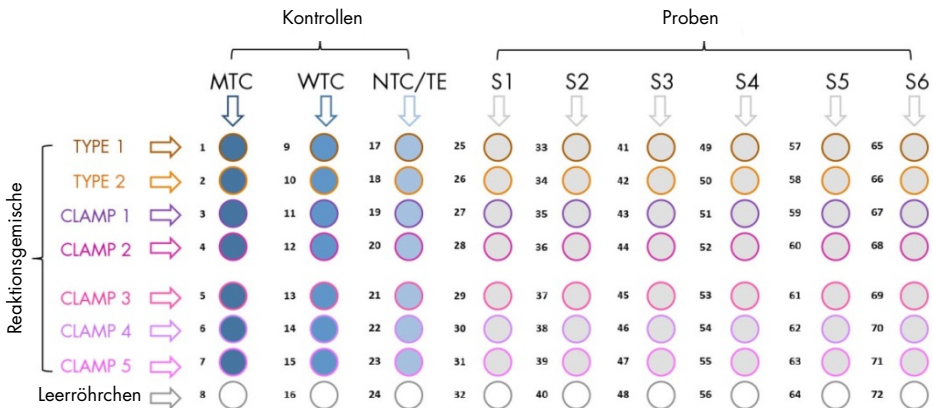 Kontrollen Proben
MTC WTC NTC/TE S1 S2 S3 S4 S5 S6
Reaktionsgemische
TYPE 1 1 9 17 25 33 41 49 57 65
TYPE 2 2 10 18 26 34 42 50 58 66
CLAMP 1 3 11 19 27 35 43 51 59 67
CLAMP 2 4 12 20 28 36 44 52 60 68
CLAMP 3 5 13 21 29 37 45 53 61 69
CLAMP 4 6 14 22 30 38 46 54 62 70
CLAMP 5 7 15 23 31 39 47 55 63 71
Leerröhrchen 8 16 24 32 40 48 56 64 72